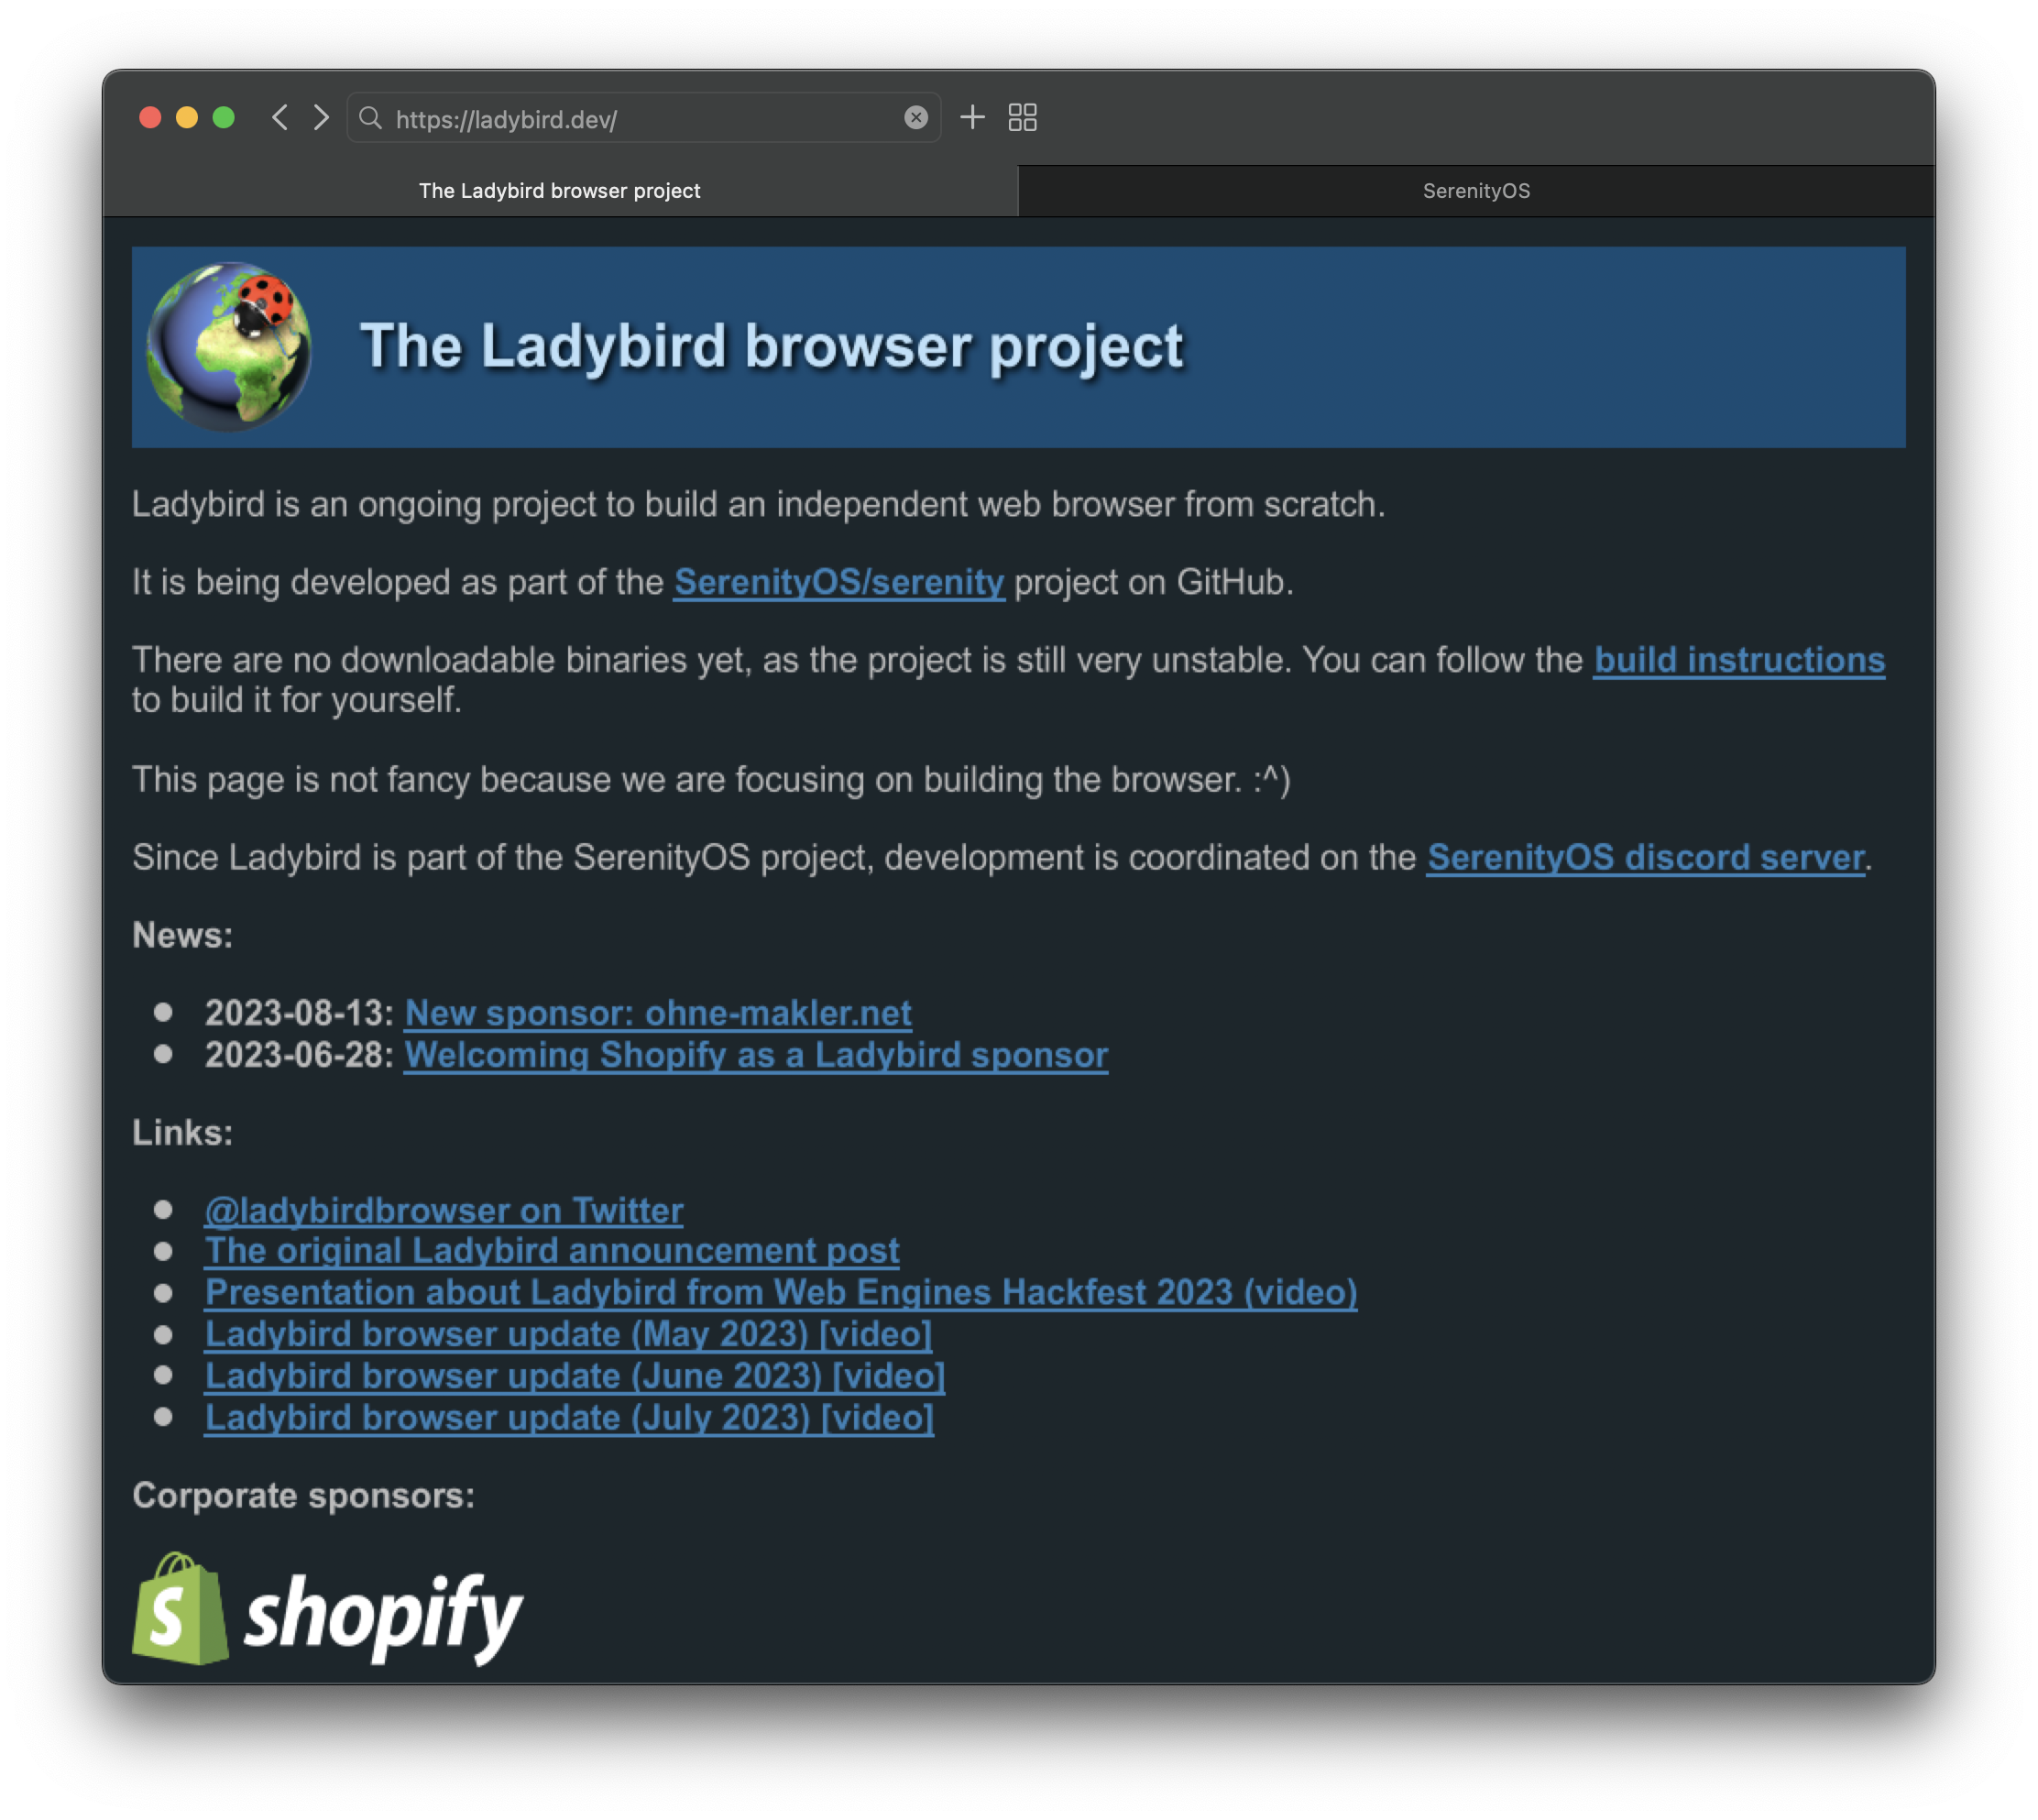 https://ladybird.dev/
The Ladybird browser project
SerenityOS
The Ladybird browser project
Ladybird is an ongoing project to build an independent web browser from scratch.
It is being developed as part of the SerenityOS/serenity project on GitHub.
There are no downloadable binaries yet, as the project is still very unstable. You can follow the build instructions
to build it for yourself.
This page is not fancy because we are focusing on building the browser. :^)
Since Ladybird is part of the SerenityOS project, development is coordinated on the SerenityOS discord server.
News:
2023-08-13: New sponsor: ohne-makler.net
2023-06-28: Welcoming Shopify as a Ladybird sponsor
Links:
@ladybirdbrowser on Twitter
The original Ladybird announcement post
Presentation about Ladybird from Web Engines Hackfest 2023 (video)
Ladybird browser update (May 2023) [video]
Ladybird browser update (June 2023) [video]
Ladybird browser update (July 2023) [video]
Corporate sponsors:
S shopify